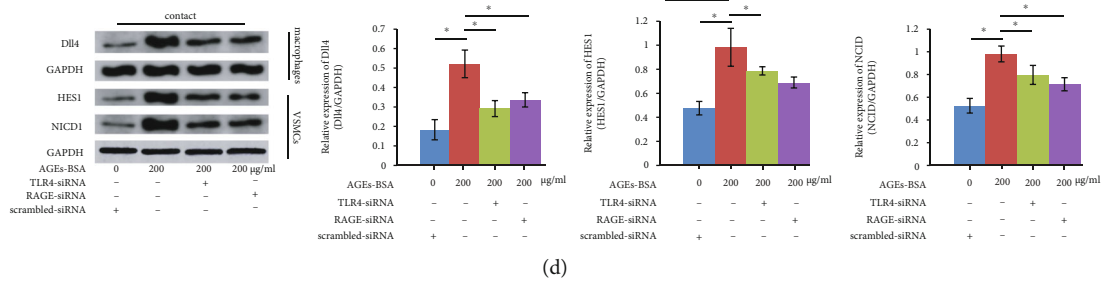 contact
Dll4
GAPDH
HES1
NICD1
GAPDH
macrophages
VSMCs
AGEs-BSA 0 200 200 200 μg/ml
TLR4-siRNA – – + –
RAGE-siRNA – – – +
scrambled-siRNA + – – –
Relative expression of Dll4
(Dll4/GAPDH)
0.7
0.6
0.5
0.4
0.3
0.2
0.1
0
* * *
AGEs-BSA 0 200 200 200 μg/ml
TLR4-siRNA – – + –
RAGE-siRNA – – – +
scrambled-siRNA + – – –
Relative expression of HES1
(HES1/GAPDH)
1.2
1
0.8
0.6
0.4
0.2
0
* *
AGEs-BSA 0 200 200 200 μg/ml
TLR4-siRNA – – + –
RAGE-siRNA – – – +
scrambled-siRNA + – – –
Relative expression of NCID
(NCID/GAPDH)
1.2
1
0.8
0.6
0.4
0.2
0
* * *
AGEs-BSA 0 200 200 200 μg/ml
TLR4-siRNA – – + –
RAGE-siRNA – – – +
scrambled-siRNA + – – –
(d)